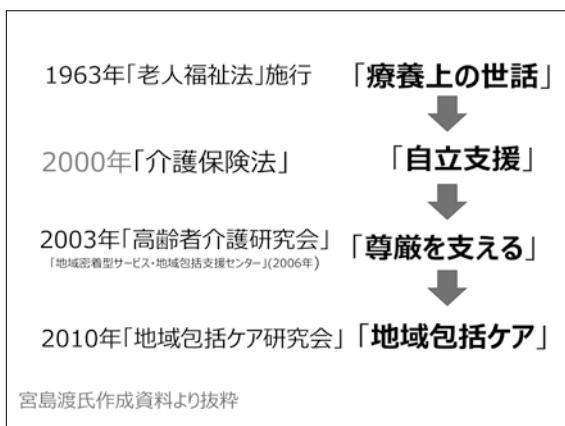 1963年「老人福祉法」施行 「療養上の世話」
2000年「介護保険法」 「自立支援」
2003年「高齢者介護研究会」 「尊厳を支える」
「地域密着型サービス・地域包括支援センター」(2006年)
2010年「地域包括ケア研究会」 「地域包括ケア」
宮島渡氏作成資料より抜粋